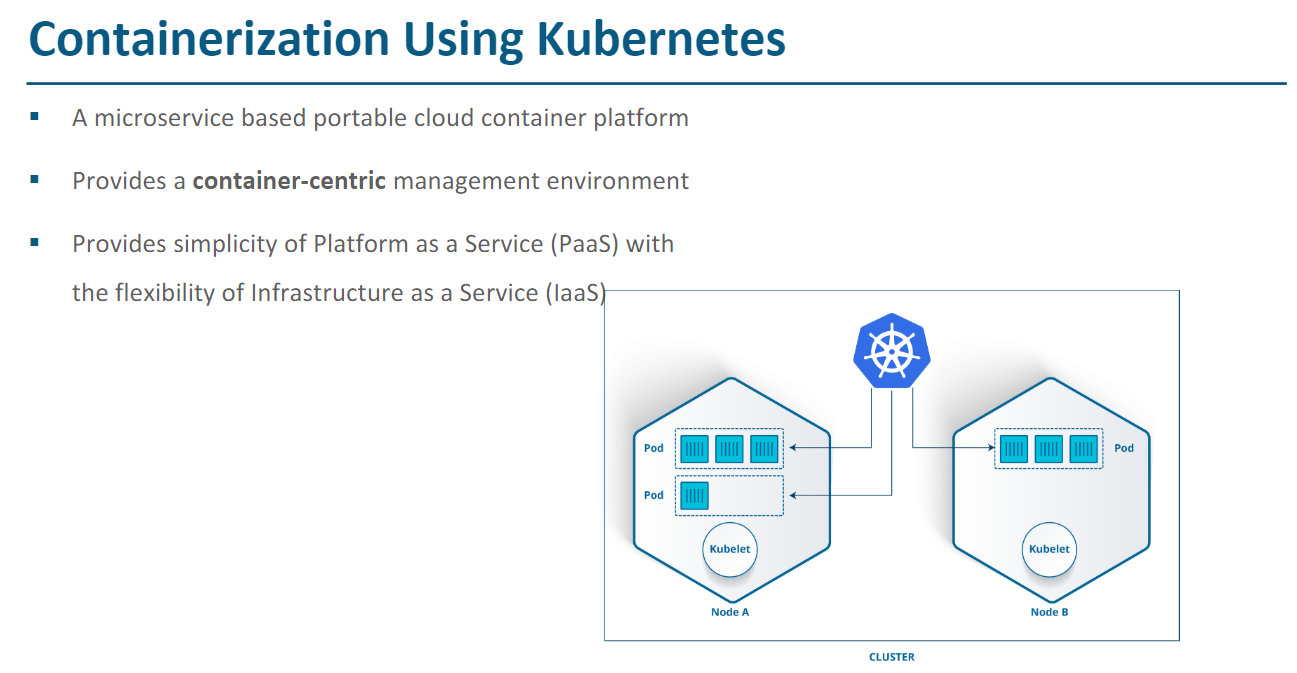 Containerization Using Kubernetes
▪ A microservice based portable cloud container platform
▪ Provides a container-centric management environment
▪ Provides simplicity of Platform as a Service (PaaS) with
the flexibility of Infrastructure as a Service (IaaS)
Pod
Pod
Kubelet
Node A
Pod
Kubelet
Node B
CLUSTER